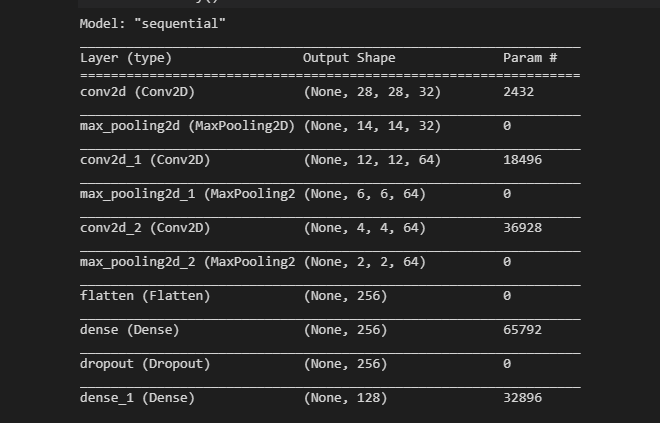 Model: "sequential"
Layer (type) Output Shape Param #
=================================================================
conv2d (Conv2D) (None, 28, 28, 32) 2432
max_pooling2d (MaxPooling2D) (None, 14, 14, 32) 0
conv2d_1 (Conv2D) (None, 12, 12, 64) 18496
max_pooling2d_1 (MaxPooling2 (None, 6, 6, 64) 0
conv2d_2 (Conv2D) (None, 4, 4, 64) 36928
max_pooling2d_2 (MaxPooling2 (None, 2, 2, 64) 0
flatten (Flatten) (None, 256) 0
dense (Dense) (None, 256) 65792
dropout (Dropout) (None, 256) 0
dense_1 (Dense) (None, 128) 32896